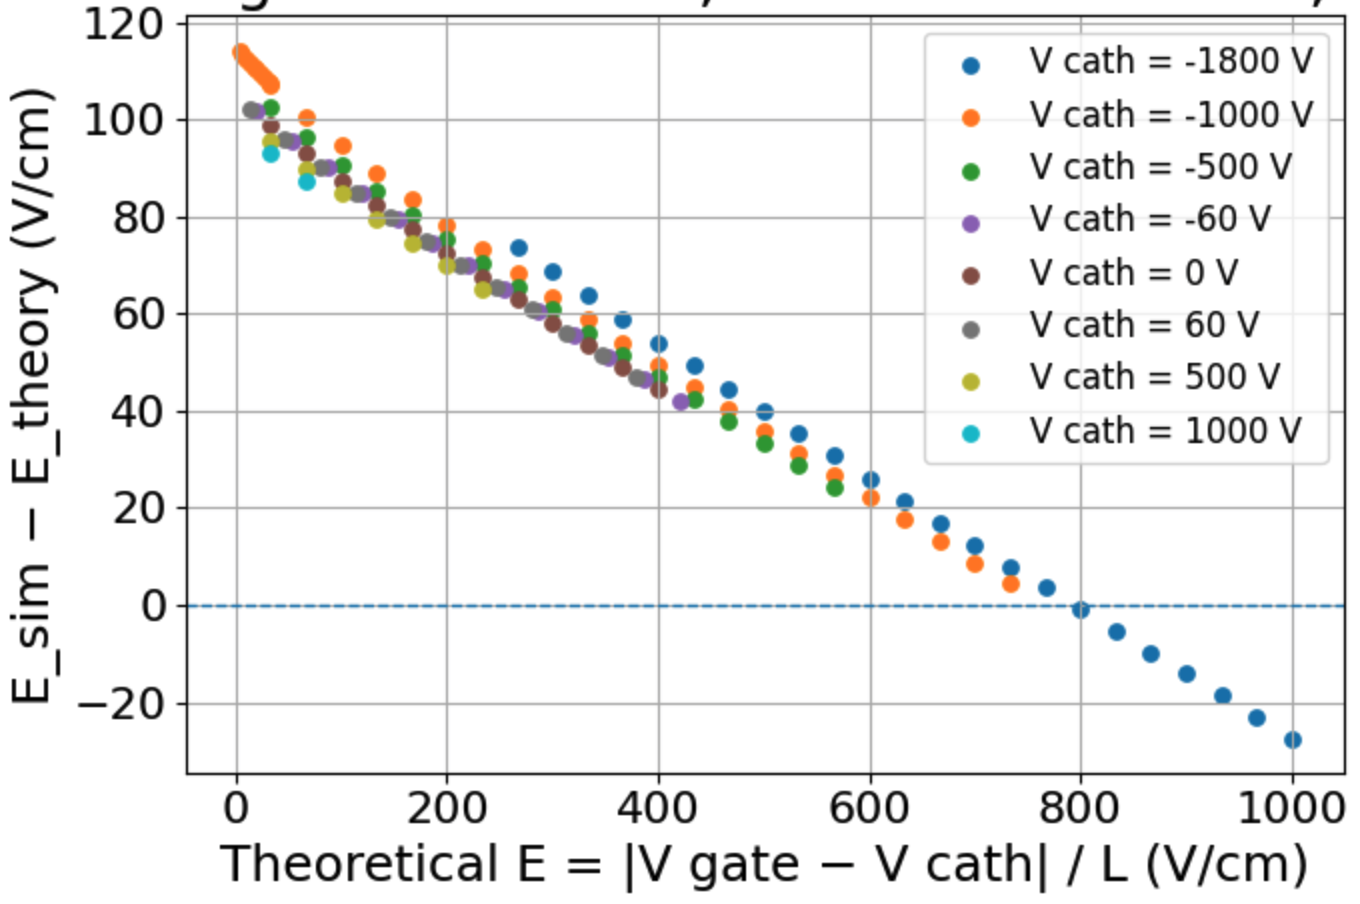 E_sim − E_theory (V/cm)
120
100
80
60
40
20
0
−20
V cath = -1800 V
V cath = -1000 V
V cath = -500 V
V cath = -60 V
V cath = 0 V
V cath = 60 V
V cath = 500 V
V cath = 1000 V
0 200 400 600 800 1000
Theoretical E = |V gate − V cath| / L (V/cm)